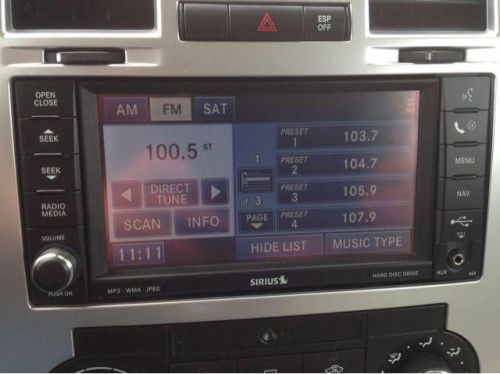 ESP
OFF
OPEN
CLOSE
SEEK
SEEK
RADIO
MEDIA
VOLUME
PUSH ON
AM FM SAT
100.5 ST
DIRECT
TUNE
SCAN INFO
11:11
1
of 3
PAGE
PRESET
1 103.7
PRESET
2 104.7
PRESET
3 105.9
PRESET
4 107.9
HIDE LIST MUSIC TYPE
MENU
NAV
AUX
MP3 - WMA - JPEG
SIRIUS
HARD DISC DRIVE